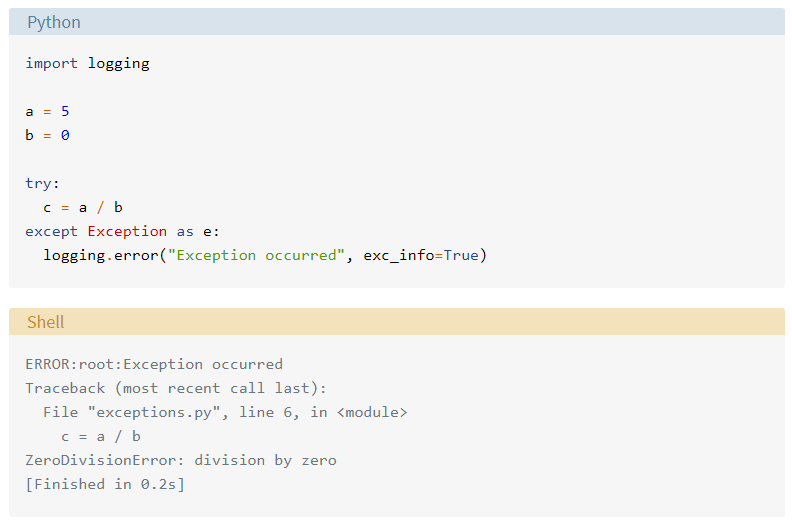 Python
import logging
a = 5
b = 0
try:
  c = a / b
except Exception as e:
  logging.error("Exception occurred", exc_info=True)
Shell
ERROR:root:Exception occurred
Traceback (most recent call last):
  File "exceptions.py", line 6, in <module>
    c = a / b
ZeroDivisionError: division by zero
[Finished in 0.2s]